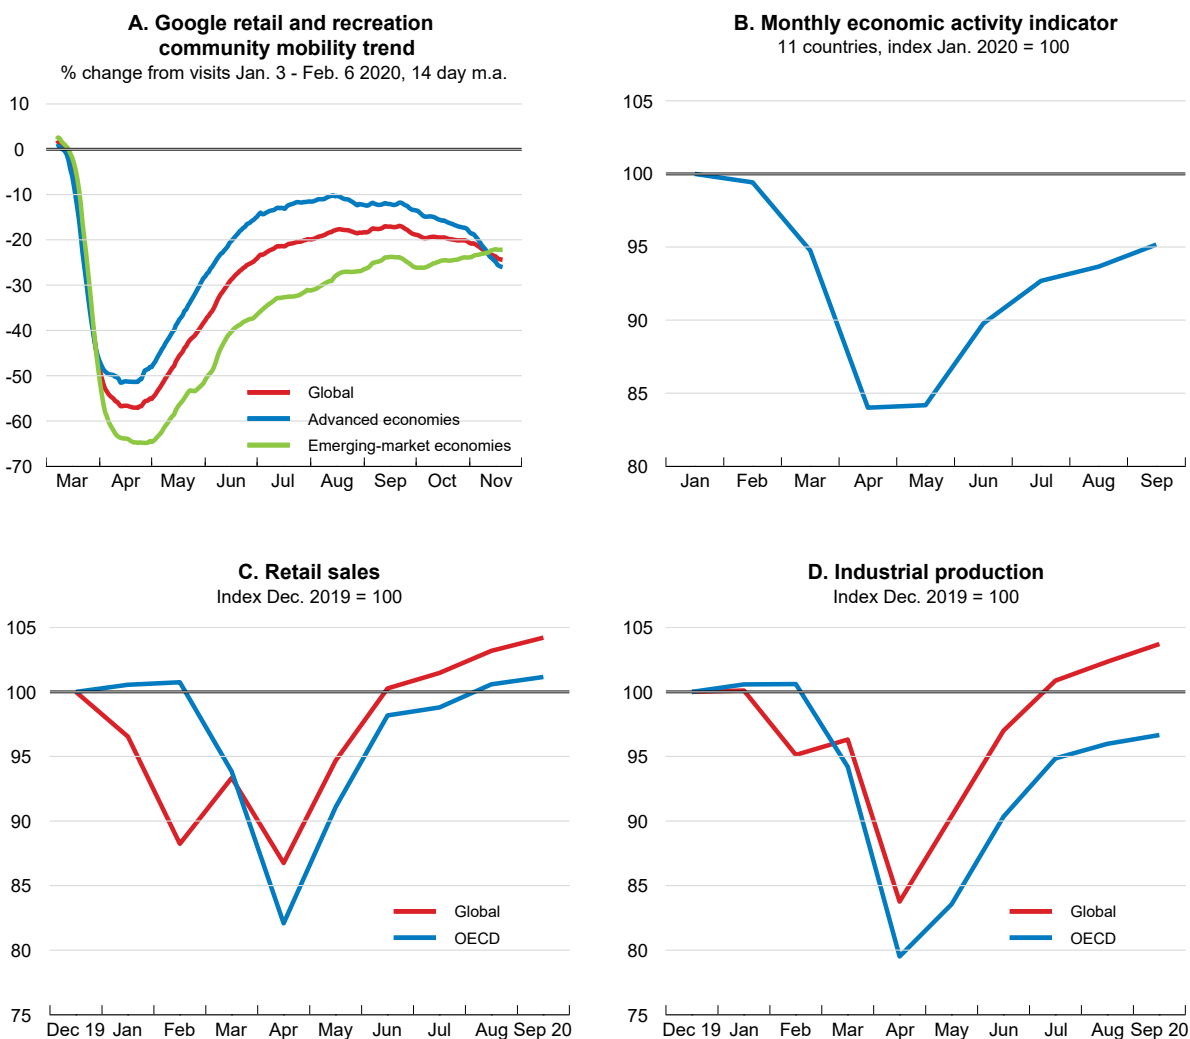 A. Google retail and recreation
community mobility trend
% change from visits Jan. 3 - Feb. 6 2020, 14 day m.a.
10
0
-10
-20
-30
-40
-50
-60
-70
Global
Advanced economies
Emerging-market economies
Mar Apr May Jun Jul Aug Sep Oct Nov
B. Monthly economic activity indicator
11 countries, index Jan. 2020 = 100
105
100
95
90
85
80
Jan Feb Mar Apr May Jun Jul Aug Sep
C. Retail sales
Index Dec. 2019 = 100
105
100
95
90
85
80
75
Global
OECD
Dec 19 Jan Feb Mar Apr May Jun Jul Aug Sep 20
D. Industrial production
Index Dec. 2019 = 100
105
100
95
90
85
80
75
Global
OECD
Dec 19 Jan Feb Mar Apr May Jun Jul Aug Sep 20